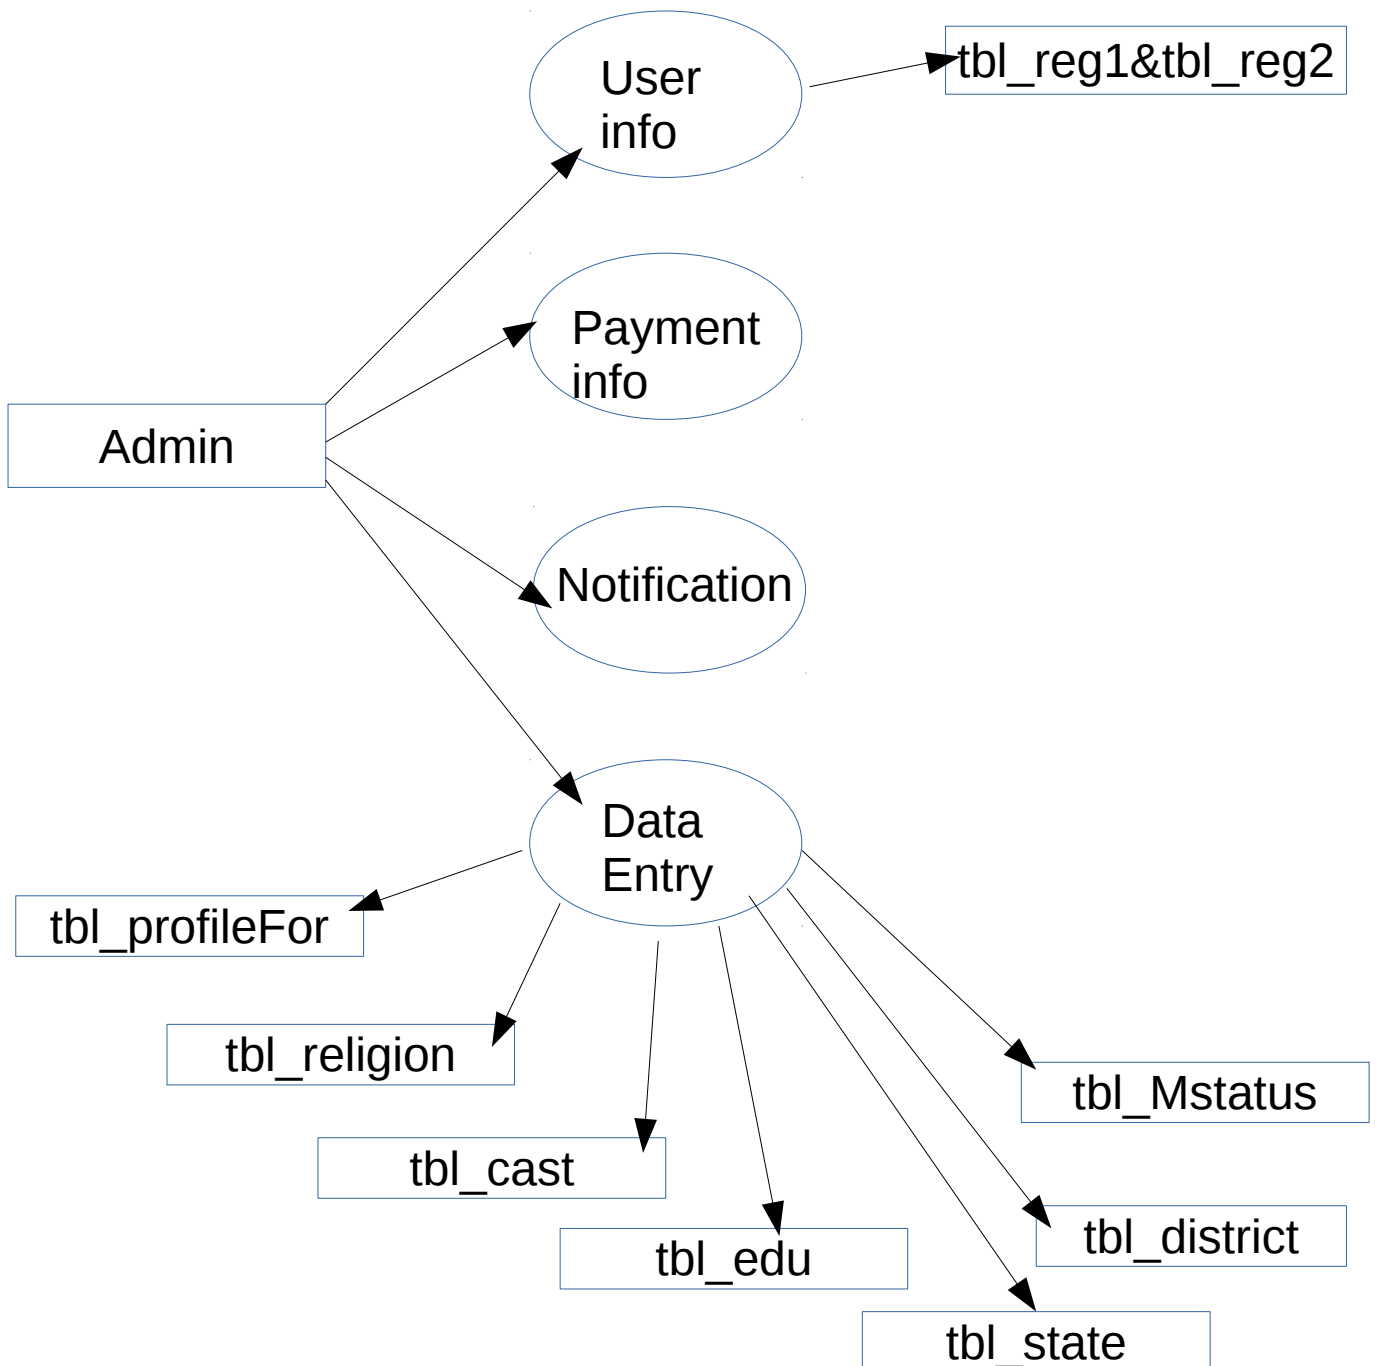 User
info
tbl_reg1&tbl_reg2
Payment
info
Admin
Notification
Data
Entry
tbl_profileFor
tbl_religion
tbl_Mstatus
tbl_cast
tbl_district
tbl_edu
tbl_state